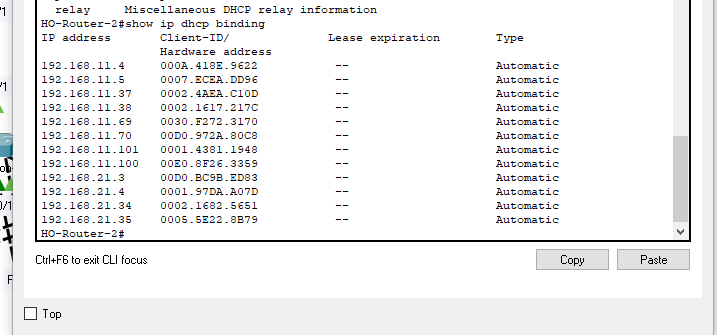 relay Miscellaneous DHCP relay information
HO-Router-2#show ip dhcp binding
IP address Client-ID/ Lease expiration Type
Hardware address
192.168.11.4 000A.418E.9622 -- Automatic
192.168.11.5 0007.ECEA.DD96 -- Automatic
192.168.11.37 0002.4AEA.C10D -- Automatic
192.168.11.38 0002.1617.217C -- Automatic
192.168.11.69 0030.F272.3170 -- Automatic
192.168.11.70 00D0.972A.80C8 -- Automatic
192.168.11.101 0001.4381.1948 -- Automatic
192.168.11.100 00E0.8F26.3359 -- Automatic
192.168.21.3 00D0.BC9B.ED83 -- Automatic
192.168.21.4 0001.97DA.A07D -- Automatic
192.168.21.34 0002.1682.5651 -- Automatic
192.168.21.35 0005.5E22.8B79 -- Automatic
HO-Router-2#
Ctrl+F6 to exit CLI focus
Copy
Paste
Top